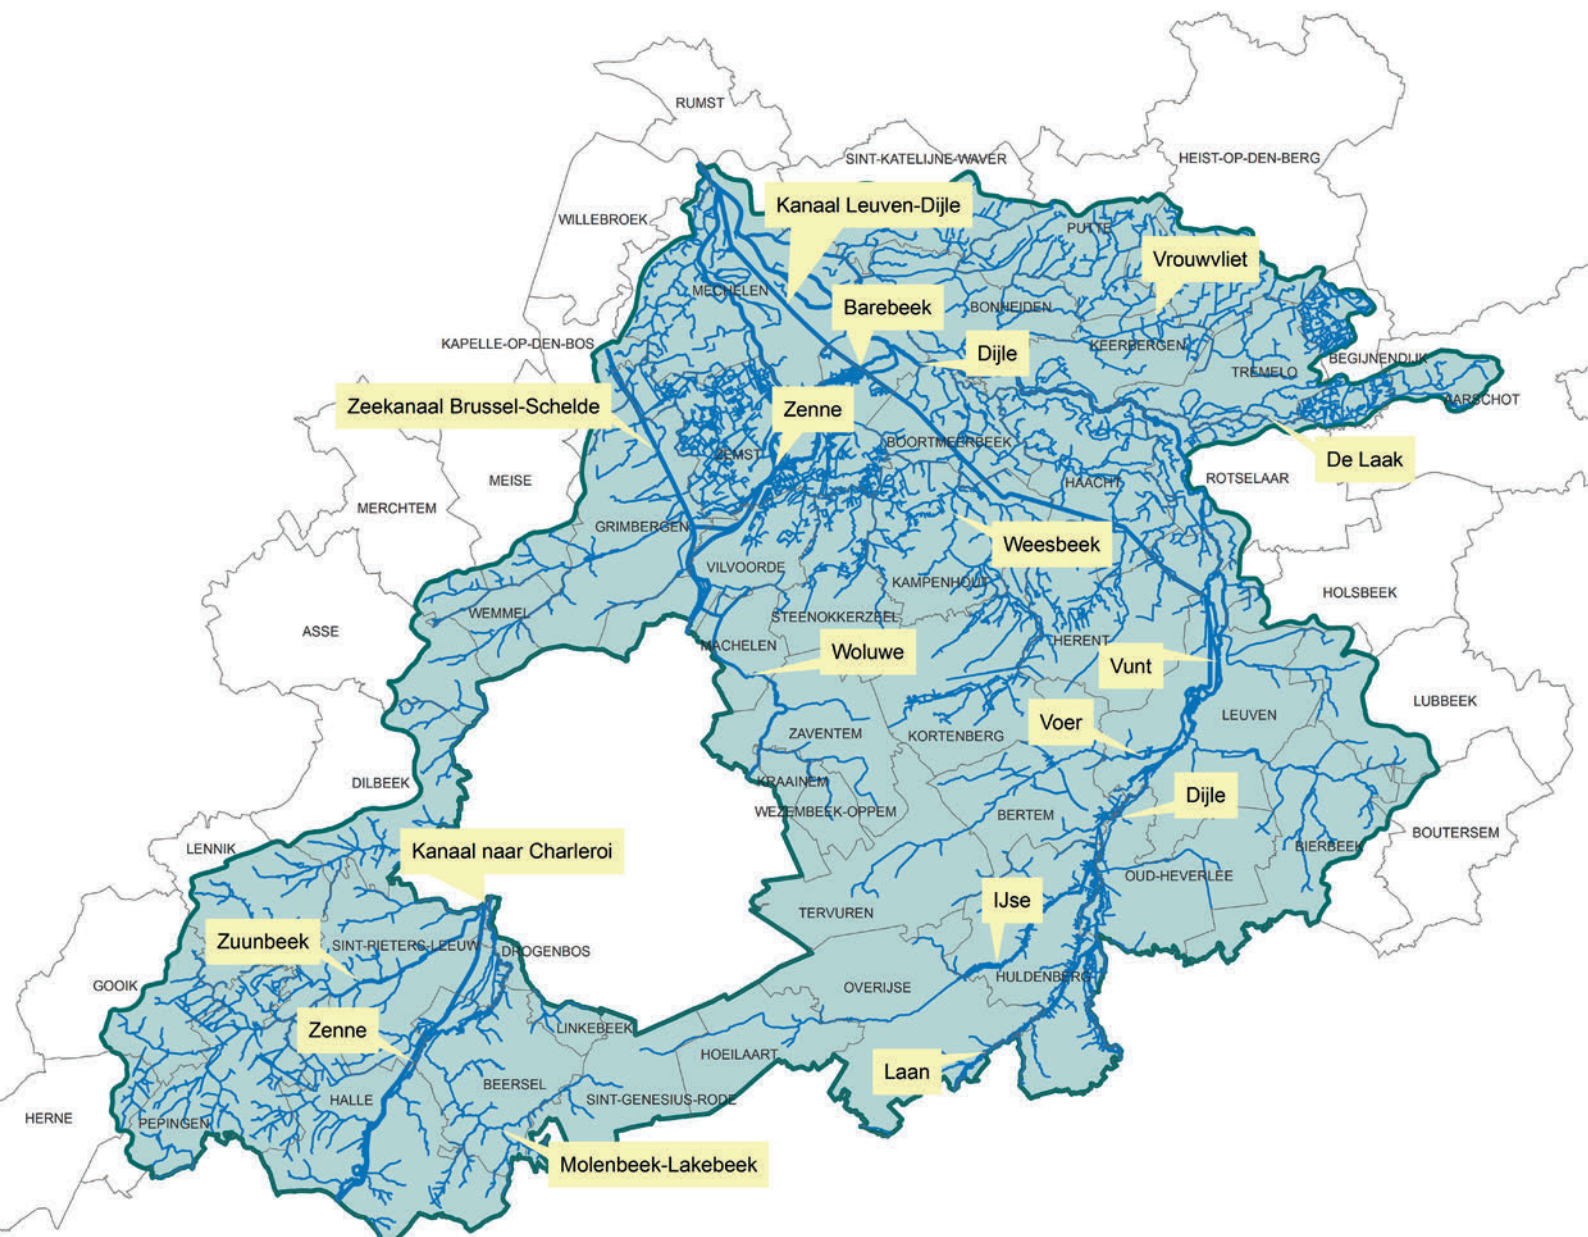 RUMST
SINT-KATELIJNE-WAVER
HEIST-OP-DEN-BERG
Kanaal Leuven-Dijle
WILLEBROEK
PUTTE
Vrouwvliet
MECHELEN
Barebeek
BONHEIDEN
KAPELLE-OP-DEN-BOS
KEERBERGEN
Dijle
BEGIJNENDIJK
TREMELO
Zeekanaal Brussel-Schelde
Zenne
AARSCHOT
BOORTMEERBEEK
ZEMST
De Laak
MEISE
HAACHT
ROTSELAAR
MERCHTEM
GRIMBERGEN
Weesbeek
VILVOORDE
KAMPENHOUT
HOLSBEEK
WEMMEL
STEENOKKERZEEL
ASSE
MACHELEN
HERENT
Woluwe
Vunt
LUBBEEK
LEUVEN
Voer
ZAVENTEM
KORTENBERG
DILBEEK
KRAAINEM
Dijle
WEZEMBEEK-OPPEM
BERTEM
BOUTERSEM
LENNIK
Kanaal naar Charleroi
BIERBEEK
OUD-HEVERLEE
IJse
TERVUREN
Zuunbeek
SINT-PIETERS-LEEUW
DROGENBOS
HULDENBERG
GOOIK
OVERIJSE
Zenne
LINKEBEEK
HOEILAART
Laan
BEERSEL
HALLE
SINT-GENESIUS-RODE
HERNE
PEPINGEN
Molenbeek-Lakebeek